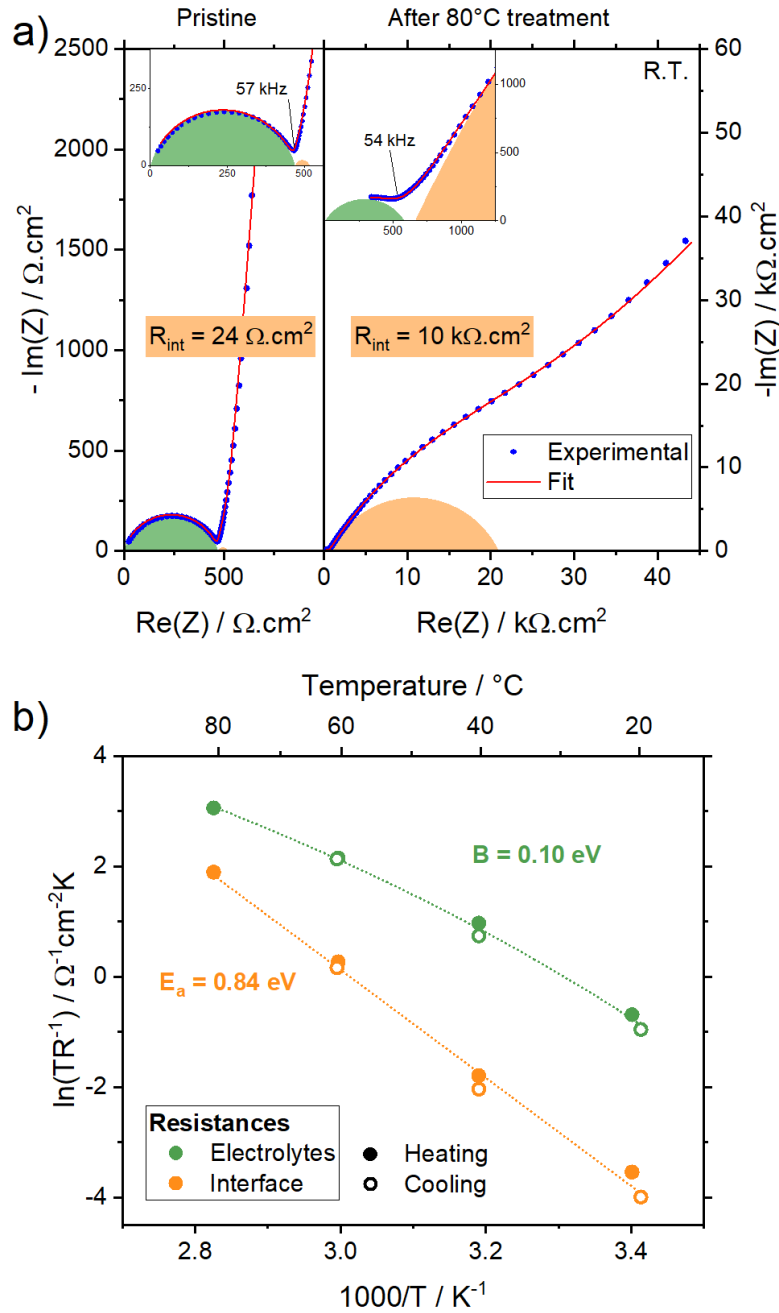 a)
Pristine
After 80°C treatment
2500
2000
1500
1000
500
0
- Im(Z) / Ω.cm²
250
0
0
250
500
57 kHz
R_int = 24 Ω.cm²
0
500
Re(Z) / Ω.cm²
R.T.
54 kHz
1000
500
0
500
1000
R_int = 10 kΩ.cm²
Experimental
Fit
60
50
40
30
20
10
0
-Im(Z) / kΩ.cm²
0
10
20
30
40
Re(Z) / kΩ.cm²
b)
Temperature / °C
80
60
40
20
4
2
0
-2
-4
ln(TR⁻¹) / Ω⁻¹cm⁻²K
B = 0.10 eV
E_a = 0.84 eV
Resistances
Electrolytes
Interface
Heating
Cooling
2.8
3.0
3.2
3.4
1000/T / K⁻¹